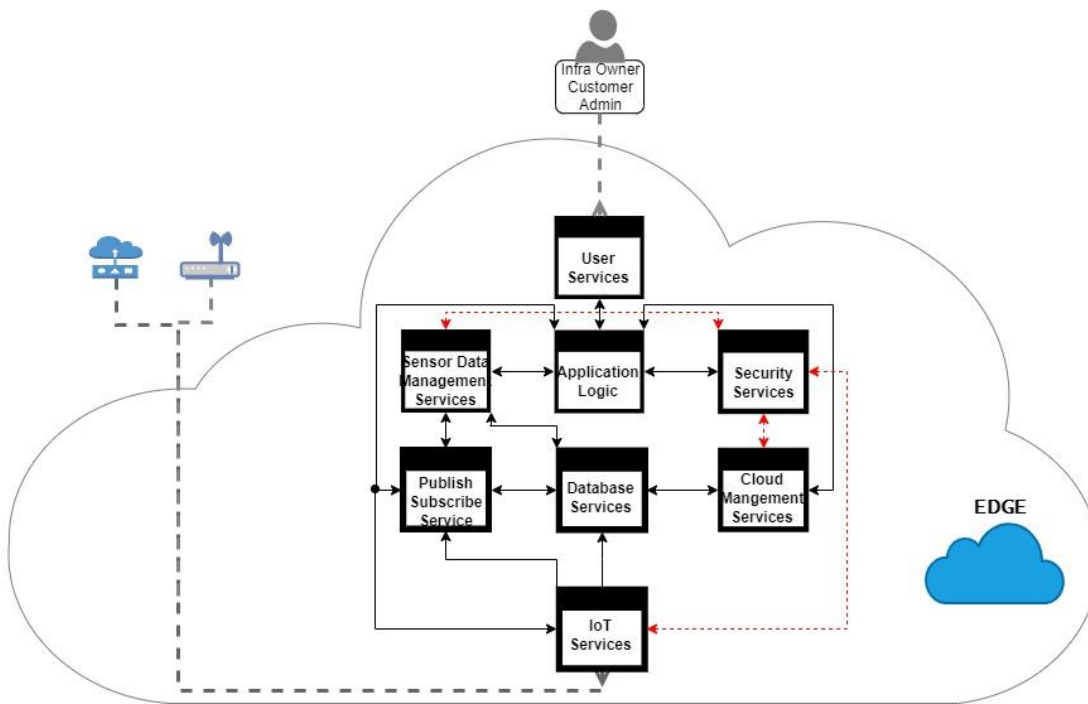 Infra Owner
Customer
Admin
User
Services
Sensor Data
Management
Services
Application
Logic
Security
Services
Publish
Subscribe
Service
Database
Services
Cloud
Mangement
Services
EDGE
IoT
Services